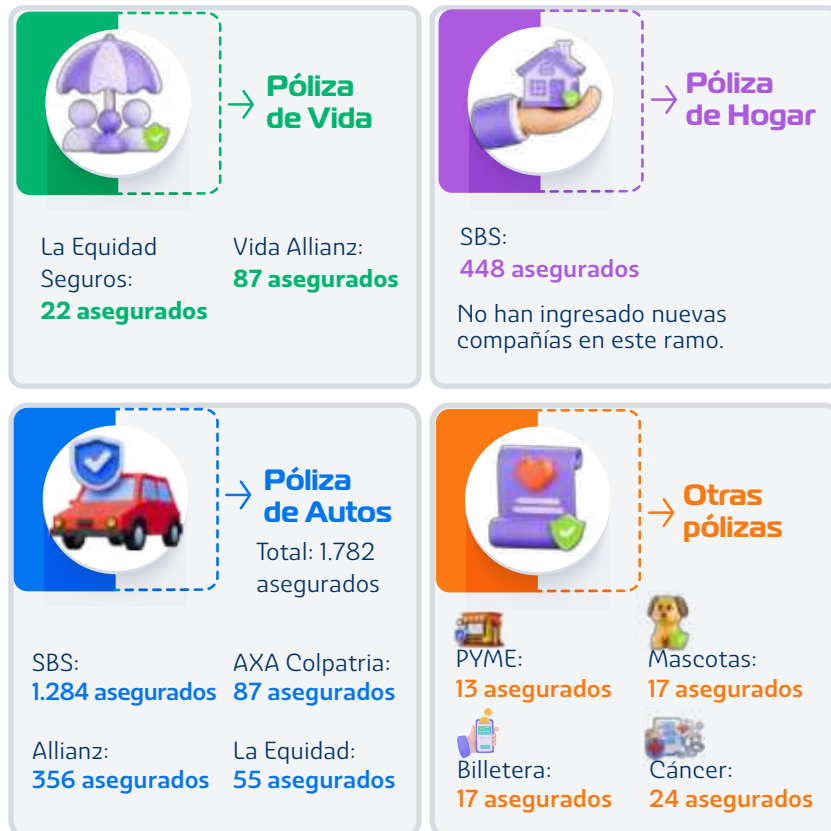 Póliza
de Vida
La Equidad
Seguros:
22 asegurados
Vida Allianz:
87 asegurados
Póliza
de Hogar
SBS:
448 asegurados
No han ingresado nuevas
compañías en este ramo.
Póliza
de Autos
Total: 1.782
asegurados
SBS:
1.284 asegurados
AXA Colpatria:
87 asegurados
Allianz:
356 asegurados
La Equidad:
55 asegurados
Otras
pólizas
PYME:
13 asegurados
Mascotas:
17 asegurados
Billetera:
17 asegurados
Cáncer:
24 asegurados